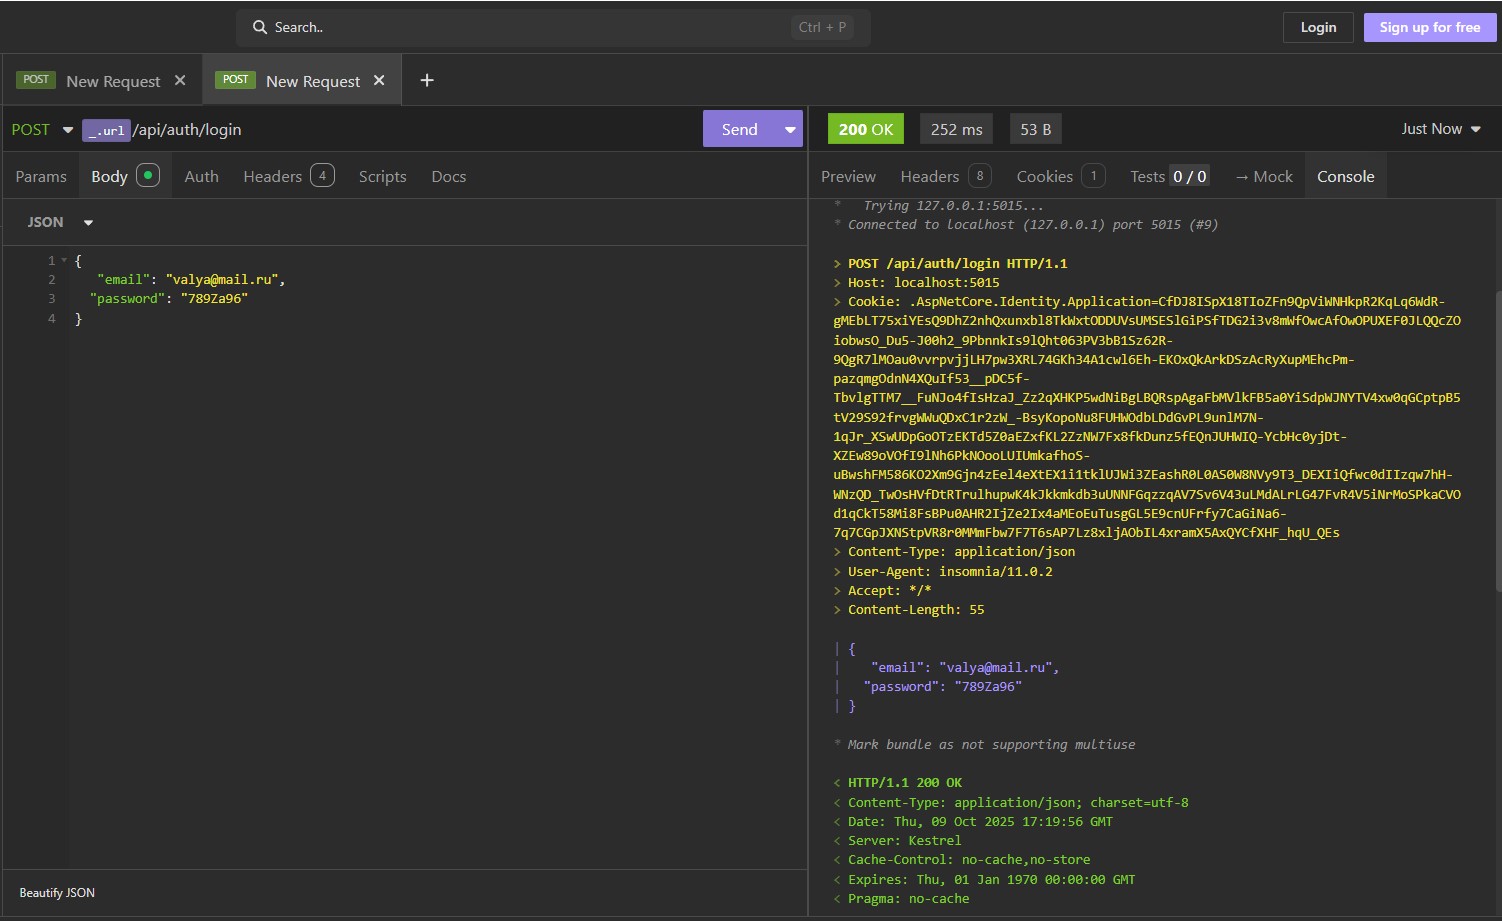 Search..
Ctrl + P
Login
Sign up for free
POST New Request
POST New Request
POST _.url /api/auth/login
Send
200 OK
252 ms
53 B
Just Now
Params
Body
Auth
Headers 4
Scripts
Docs
Preview
Headers 8
Cookies 1
Tests 0 / 0
→ Mock
Console
JSON
1 {
2 "email": "valya@mail.ru",
3 "password": "789Za96"
4 }
Beautify JSON
* Trying 127.0.0.1:5015...
* Connected to localhost (127.0.0.1) port 5015 (#9)
> POST /api/auth/login HTTP/1.1
> Host: localhost:5015
> Cookie: .AspNetCore.Identity.Application=CfDJ8ISpX18TIoZFn9QpViWNHkpR2KqLq6WdR-
gMEbLT75xiYEsQ9DhZ2nhQxunxbl8TkWxtODDUVsUMSESlGiPSfTDG2i3v8mWfOwcAfOwOPUXEF0JLQQcZO
iobwsO_Du5-J00h2_9PbnnkIs9lQht063PV3bB1Sz62R-
9QgR7lMOau0vvrpvjjLH7pw3XRL74GKh34A1cwl6Eh-EKOxQkArkDSzAcRyXupMEhcPm-
pazqmgOdnN4XQuIf53__pDC5f-
TbvlgTTM7__FuNJo4fIsHzaJ_Zz2qXHKP5wdNiBgLBQRspAgaFbMVlkFB5a0YiSdpWJNYTV4xw0qGCptpB5
tV29S92frvgWWuQDxC1r2zW_-BsyKopoNu8FUHWOdbLDdGvPL9unlM7N-
1qJr_XSwUDpGoOTzEKTd5Z0aEZxfKL2ZzNW7Fx8fkDunz5fEQnJUHWIQ-YcbHc0yjDt-
XZEw89oVOfI9lNh6PkNOooLUIUmkafhoS-
uBwshFM586KO2Xm9Gjn4zEel4eXtEX1i1tklUJWi3ZEashR0L0AS0W8NVy9T3_DEXIiQfwc0dIIzqw7hH-
WNzQD_TwOsHVfDtRTrulhupwK4kJkkmkdb3uUNNFGqzzqAV7Sv6V43uLMdALrLG47FvR4V5iNrMoSPkaCVO
d1qCkT58Mi8FsBPu0AHR2IjZe2Ix4aMEoEuTusgGL5E9cnUFrfy7CaGiNa6-
7q7CGpJXNStpVR8r0MMmFbw7F7T6sAP7Lz8xljAObIL4xramX5AxQYCfXHF_hqU_QEs
> Content-Type: application/json
> User-Agent: insomnia/11.0.2
> Accept: */*
> Content-Length: 55
| {
| "email": "valya@mail.ru",
| "password": "789Za96"
| }
* Mark bundle as not supporting multiuse
< HTTP/1.1 200 OK
< Content-Type: application/json; charset=utf-8
< Date: Thu, 09 Oct 2025 17:19:56 GMT
< Server: Kestrel
< Cache-Control: no-cache,no-store
< Expires: Thu, 01 Jan 1970 00:00:00 GMT
< Pragma: no-cache